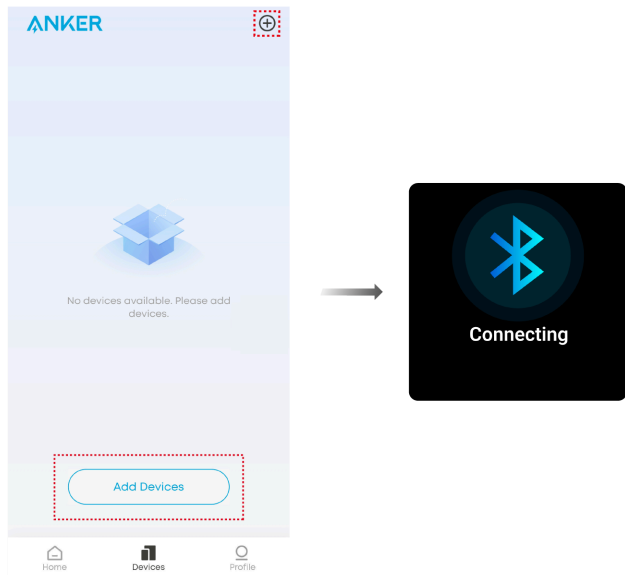 ANKER
No devices available. Please add
devices.
Add Devices
Home Devices Profile
Connecting